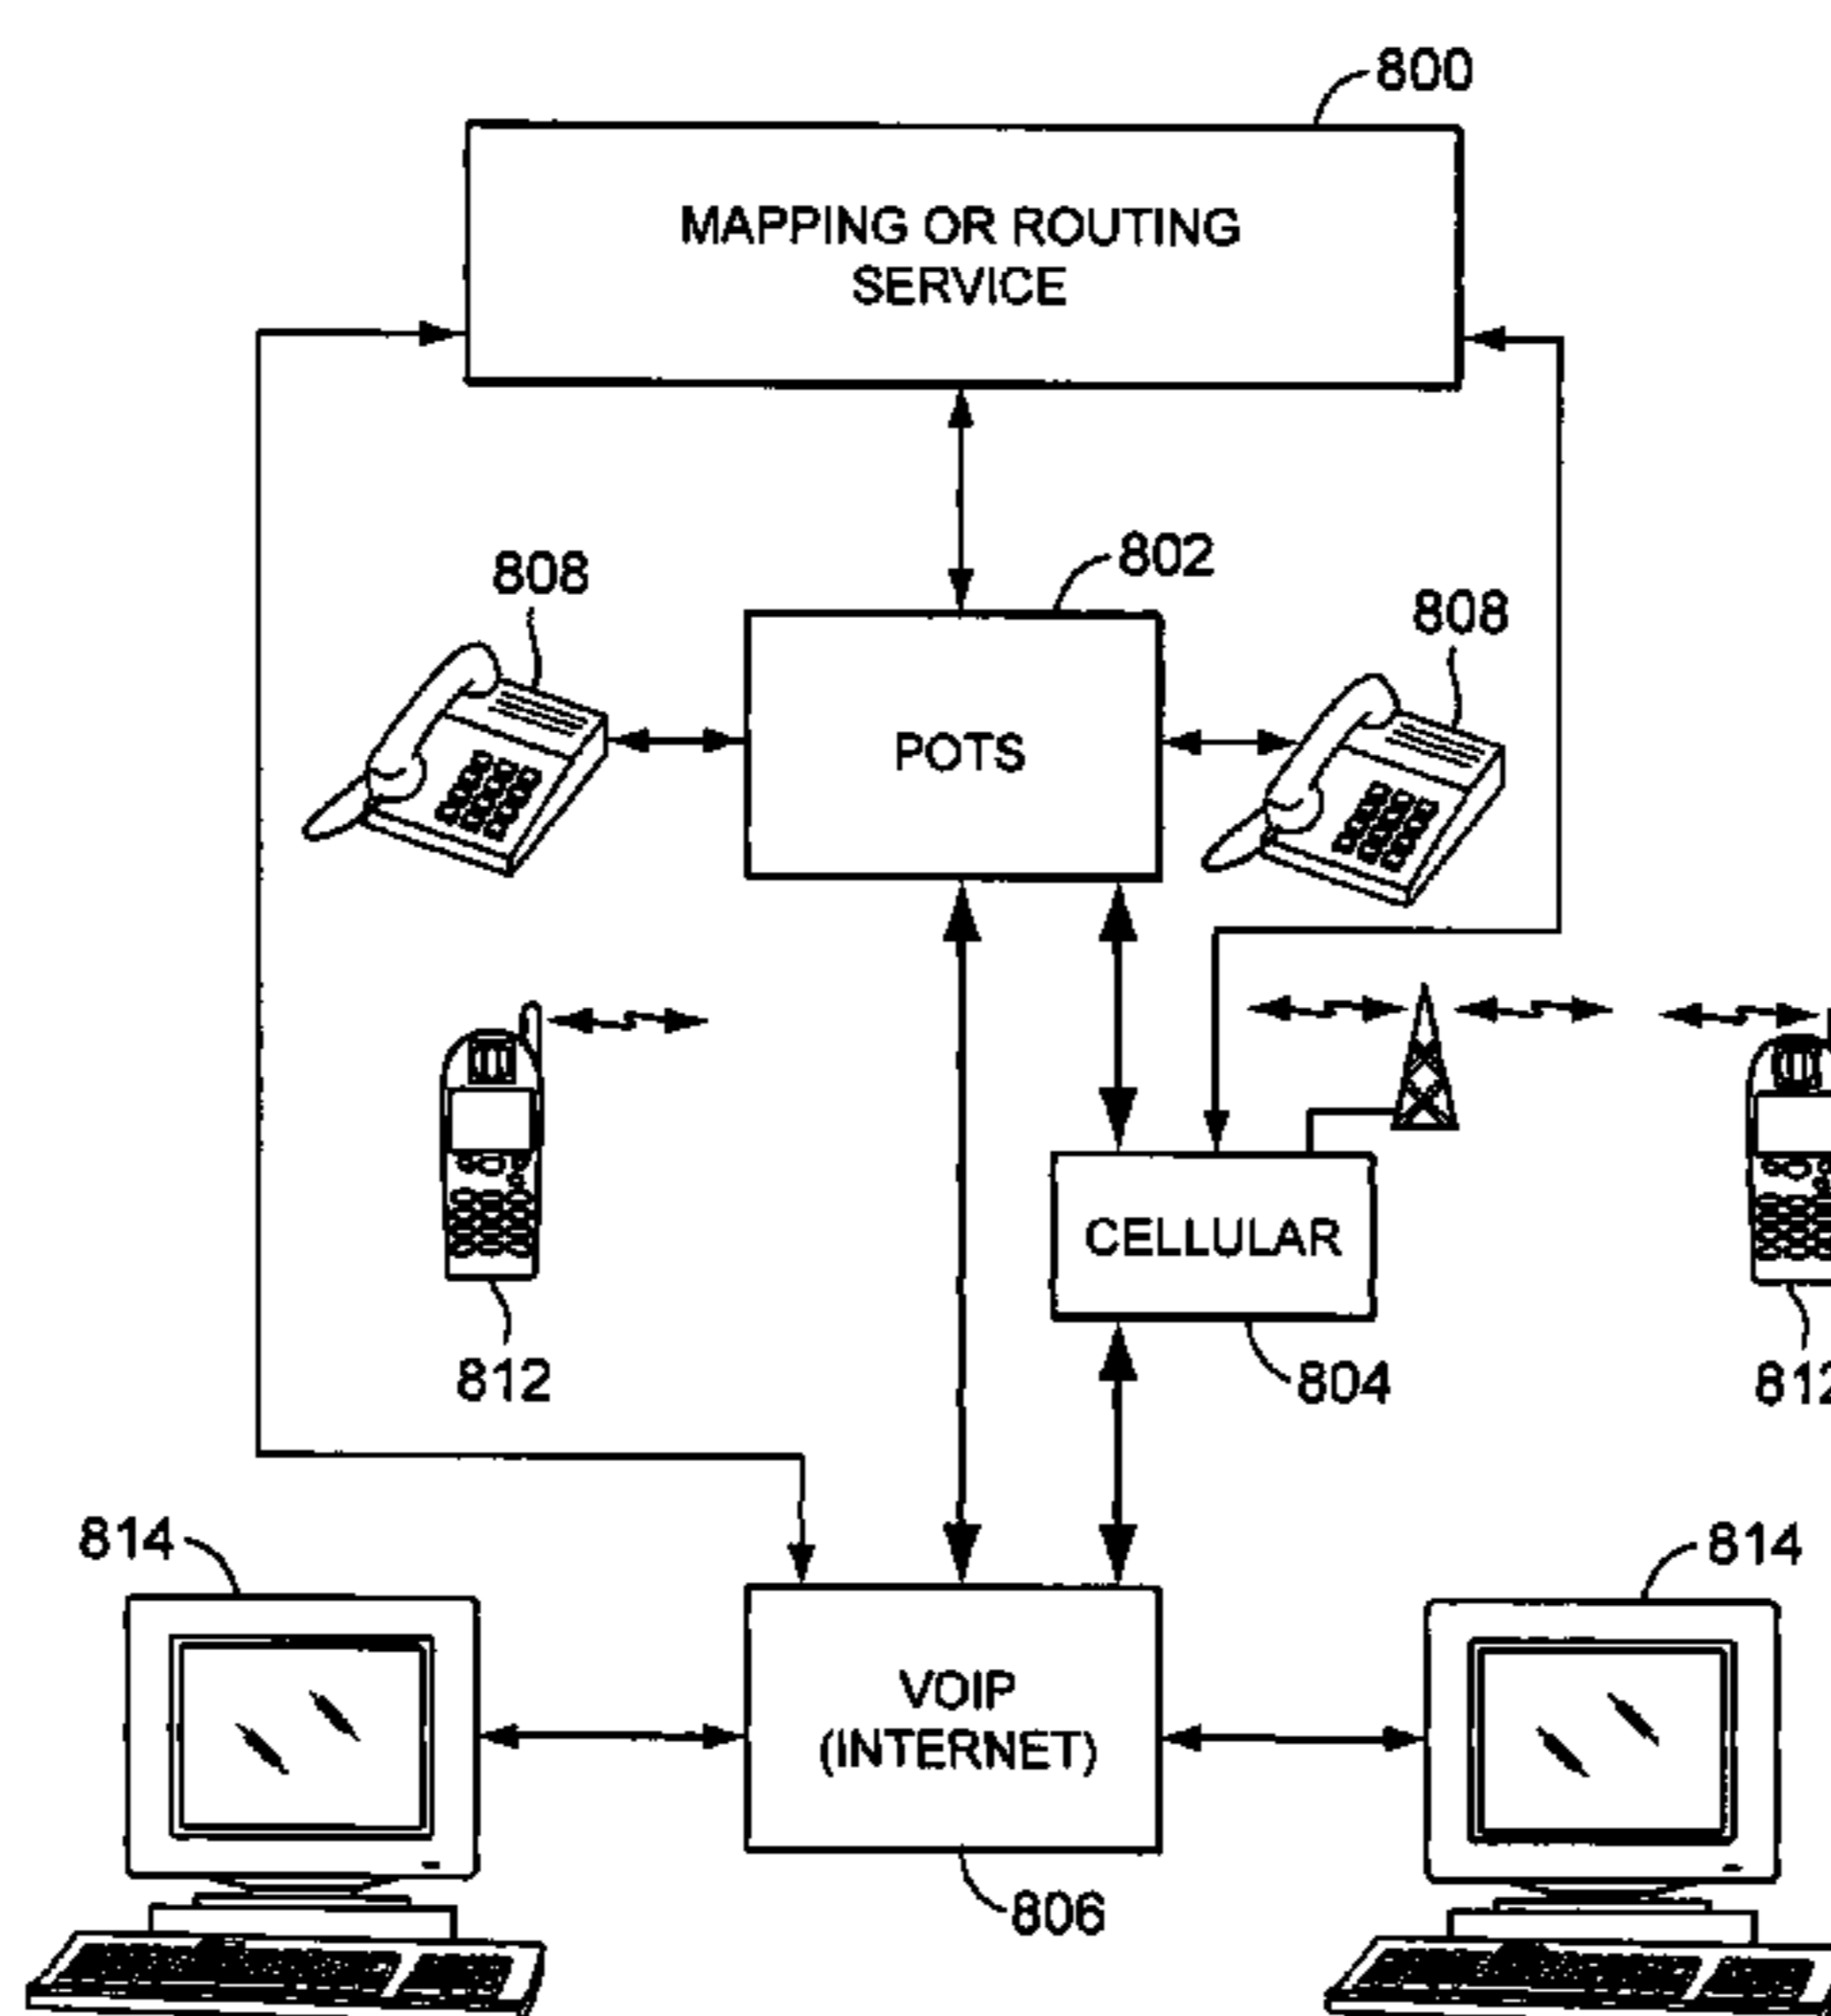 800
MAPPING OR ROUTING
SERVICE
802
808
808
POTS
CELLULAR
812
804
814
814
VOIP
(INTERNET)
806